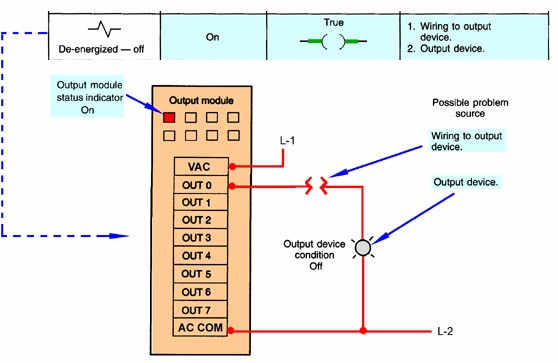 De-energized — off
On
True
1. Wiring to output
device.
2. Output device.
Output module
status indicator
On
Output module
Possible problem
source
L-1
Wiring to output
device.
VAC
OUT 0
Output device.
OUT 1
OUT 2
OUT 3
Output device
condition
Off
OUT 4
OUT 5
OUT 6
OUT 7
AC COM
L-2